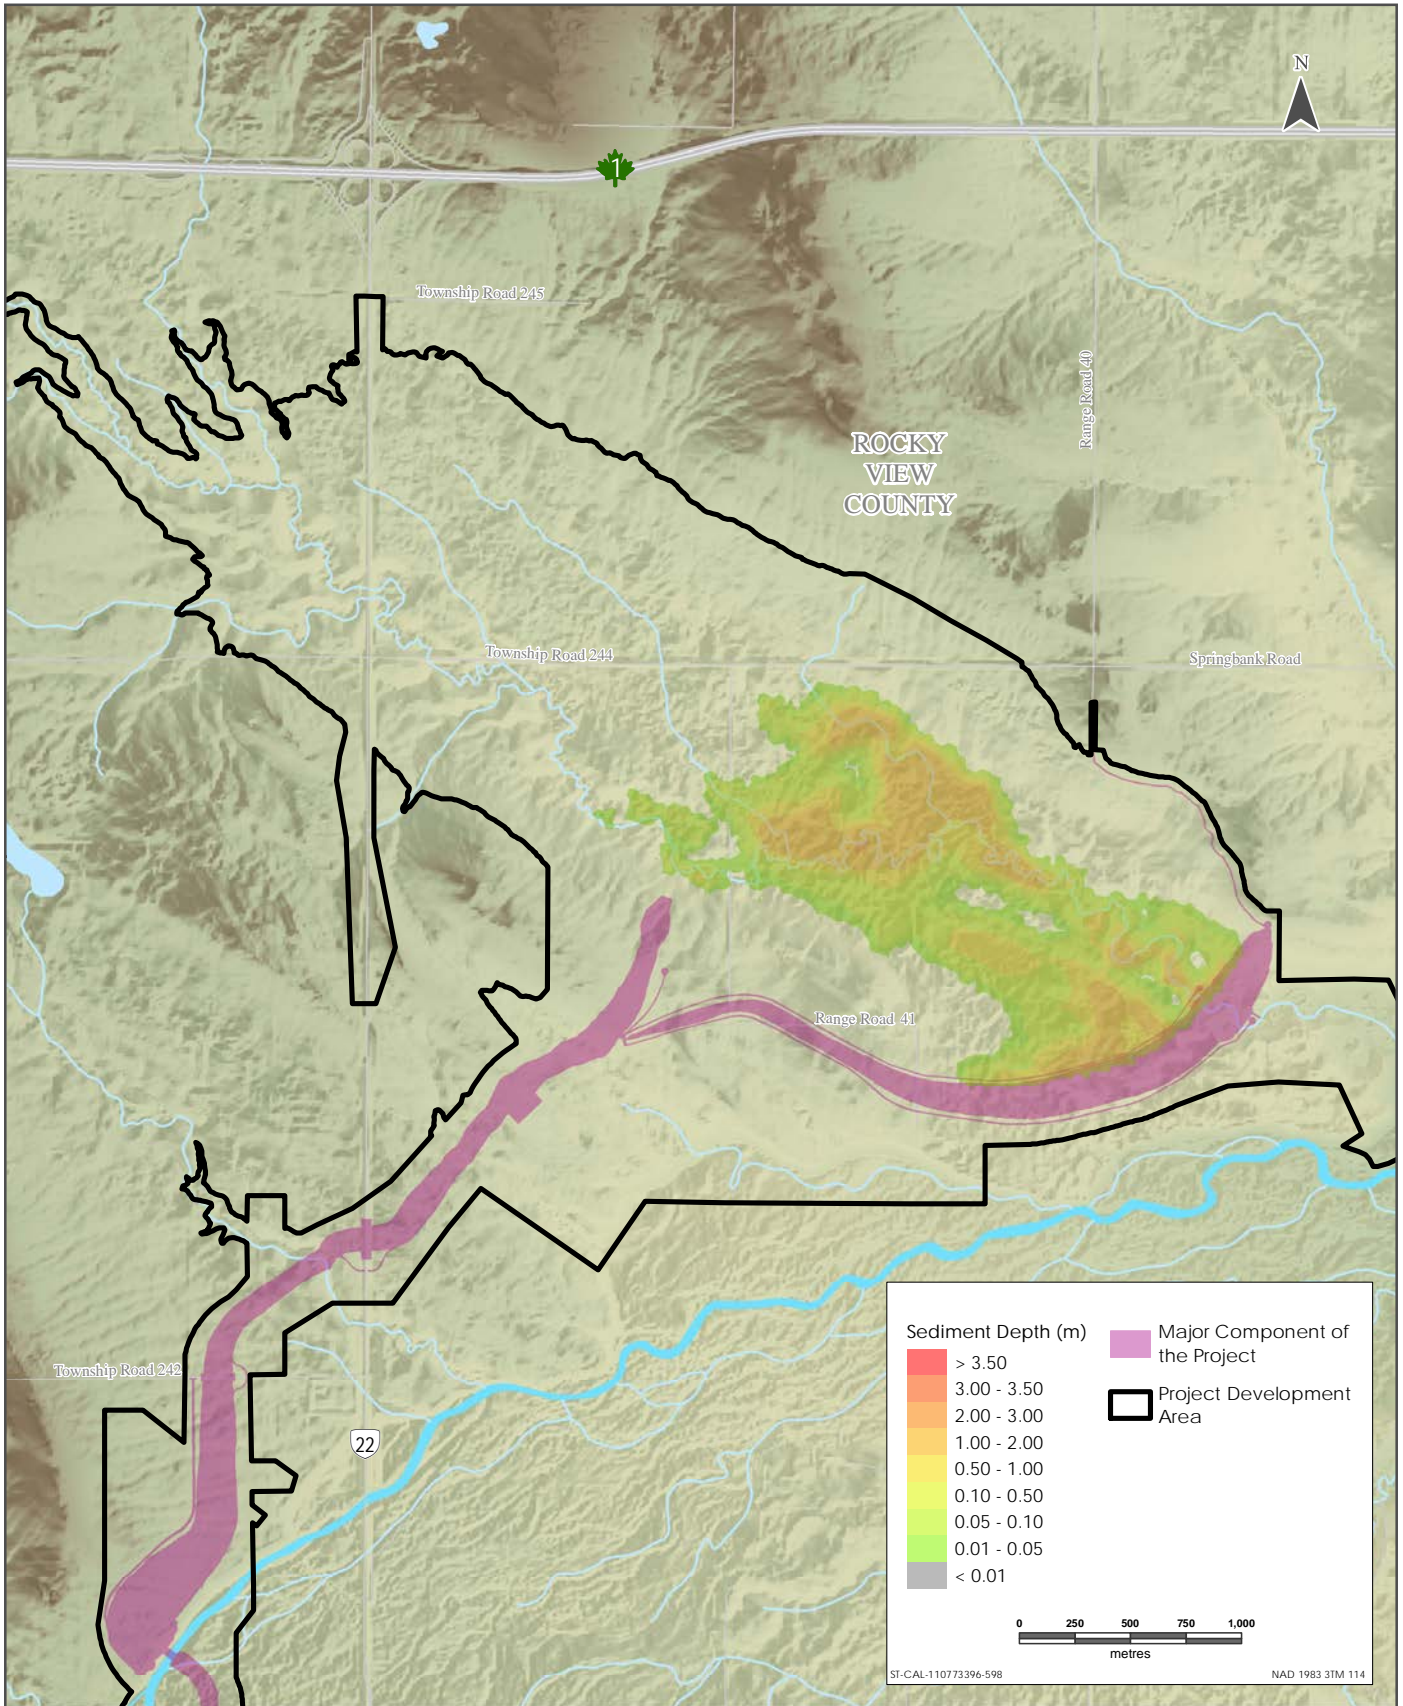 N
1
Township Road 245
Range Road 40
ROCKY
VIEW
COUNTY
Township Road 244
Springbank Road
Range Road 41
Township Road 242
22
Sediment Depth (m)
> 3.50
3.00 - 3.50
2.00 - 3.00
1.00 - 2.00
0.50 - 1.00
0.10 - 0.50
0.05 - 0.10
0.01 - 0.05
< 0.01
Major Component of
the Project
Project Development
Area
0 250 500 750 1,000
metres
ST-CAL-110773396-598
NAD 1983 3TM 114